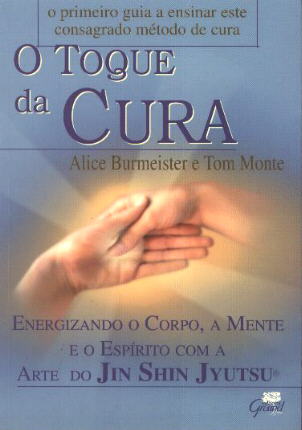 o primeiro guia a ensinar este
consagrado método de cura
O TOQUE
da CURA
Alice Burmeister e Tom Monte
ENERGIZANDO O CORPO, A MENTE
E O ESPÍRITO COM A
ARTE DO JIN SHIN JYUTSU®
Ground